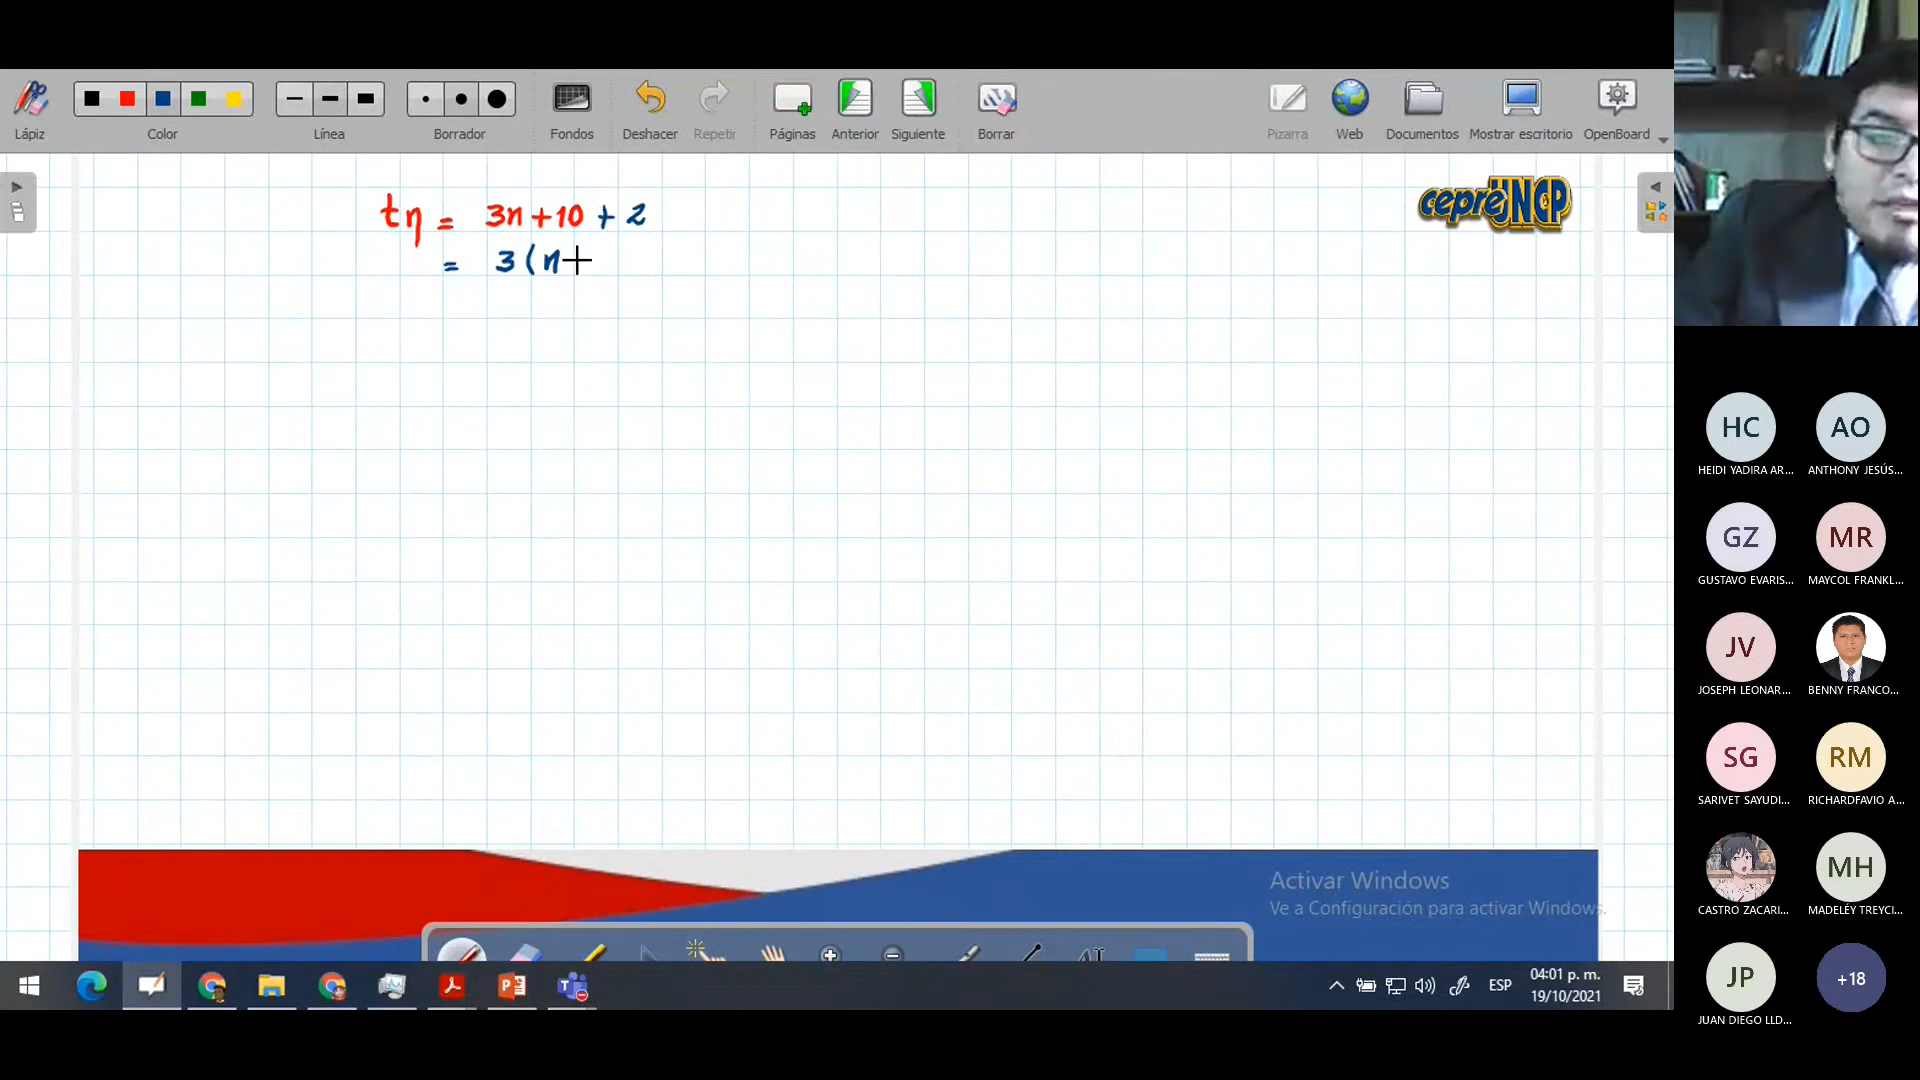 Lápiz
Color
Línea
Borrador
Fondos
Deshacer
Repetir
Páginas
Anterior
Siguiente
Borrar
Pizarra
Web
Documentos
Mostrar escritorio
OpenBoard
tn = 3n+10 + 2
= 3 (n
cepreUNCP
Activar Windows
Ve a Configuración para activar Windows.
ESP
04:01 p. m.
19/10/2021
HC
AO
HEIDI YADIRA AR...
ANTHONY JESÚS...
GZ
MR
GUSTAVO EVARIS...
MAYCOL FRANKL...
JV
JOSEPH LEONAR...
BENNY FRANCO...
SG
RM
SARIVET SAYUDI...
RICHARDFAVIO A...
MH
CASTRO ZACARI...
MADELÉY TREYCI...
JP
+18
JUAN DIEGO LLD...